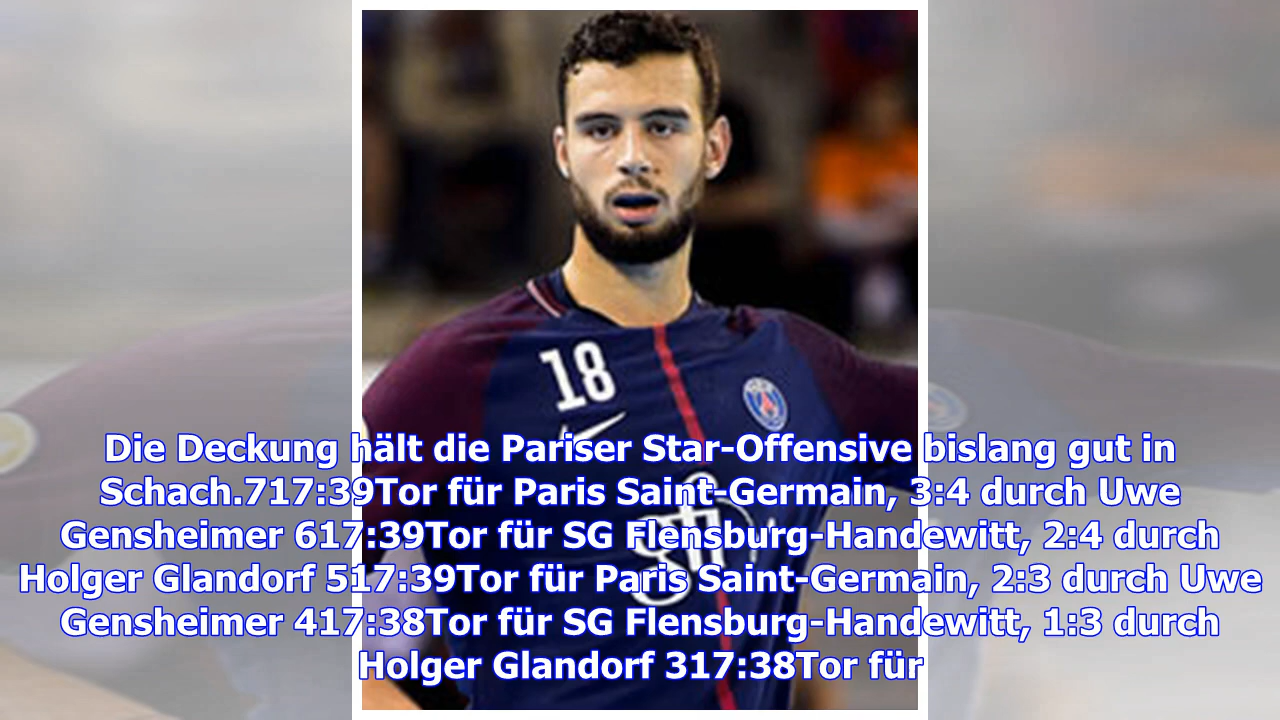 18
Die Deckung hält die Pariser Star-Offensive bislang gut in
Schach.717:39Tor für Paris Saint-Germain, 3:4 durch Uwe
Gensheimer 617:39Tor für SG Flensburg-Handewitt, 2:4 durch
Holger Glandorf 517:39Tor für Paris Saint-Germain, 2:3 durch Uwe
Gensheimer 417:38Tor für SG Flensburg-Handewitt, 1:3 durch
Holger Glandorf 317:38Tor für